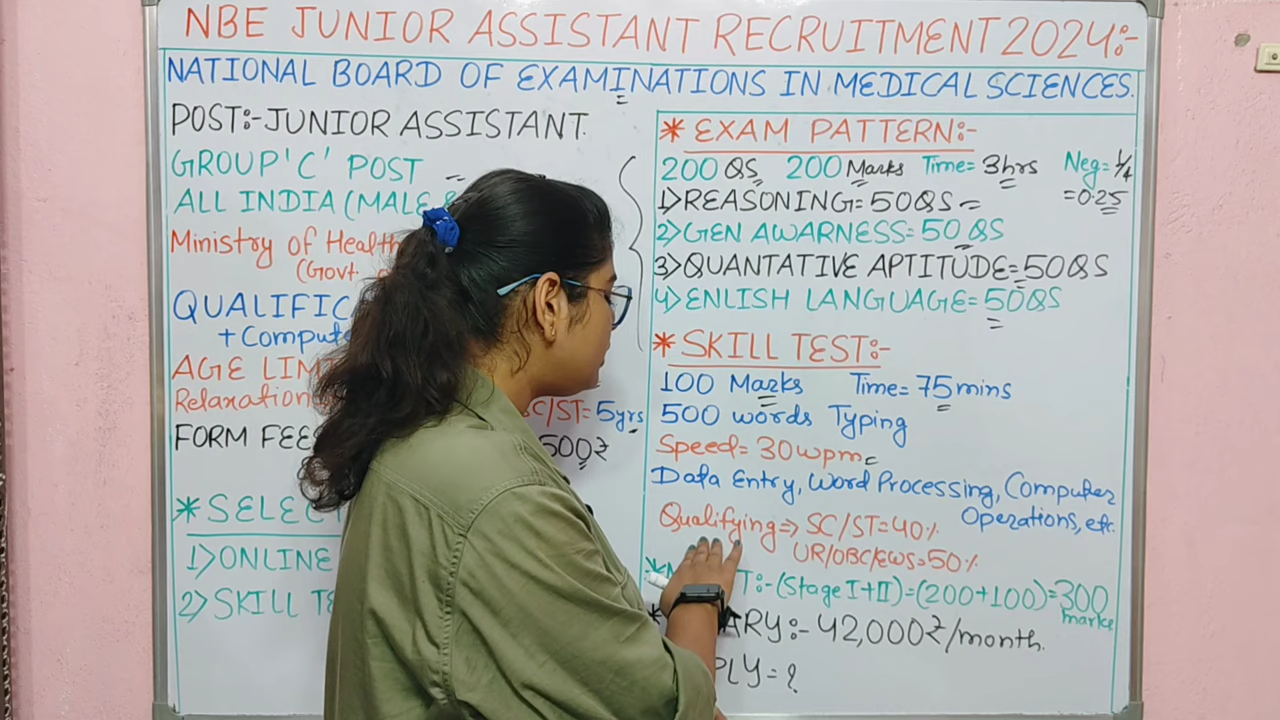 NBE JUNIOR ASSISTANT RECRUITMENT 2024:-
NATIONAL BOARD OF EXAMINATIONS IN MEDICAL SCIENCES.
POST:-JUNIOR ASSISTANT.
GROUP 'C' POST
ALL INDIA (MALE &
Ministry of Health
(Govt.
QUALIFIC
+Comput
AGE LIM
Relaxation
SC/ST=5yrs
FORM FEE
500₹
*SELECT
1)ONLINE
2)SKILL TE
* EXAM PATTERN:-
200 QS 200 Marks Time= 3hrs Neg=1/4
=0.25
1)REASONING=50QS
2)GEN AWARNESS=50 QS
3)QUANTATIVE APTITUDE=50QS
4)ENLISH LANGUAGE=50QS
*SKILL TEST:-
100 Marks Time= 75mins
500 words Typing
Speed= 30wpm
Data Entry, Word Processing, Computer
Operations, etc.
Qualifying⇒ SC/ST=40%
UR/OBC/EWS=50%
T:-(Stage I+II)=(200+100)=300
marks
ARY:- 42,000₹/month.
PLY=?